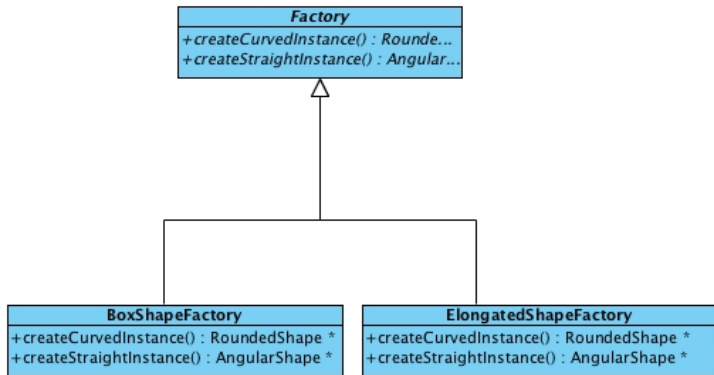 Factory
+createCurvedInstance() : Rounde...
+createStraightInstance() : Angular...
BoxShapeFactory
+createCurvedInstance() : RoundedShape *
+createStraightInstance() : AngularShape *
ElongatedShapeFactory
+createCurvedInstance() : RoundedShape *
+createStraightInstance() : AngularShape *